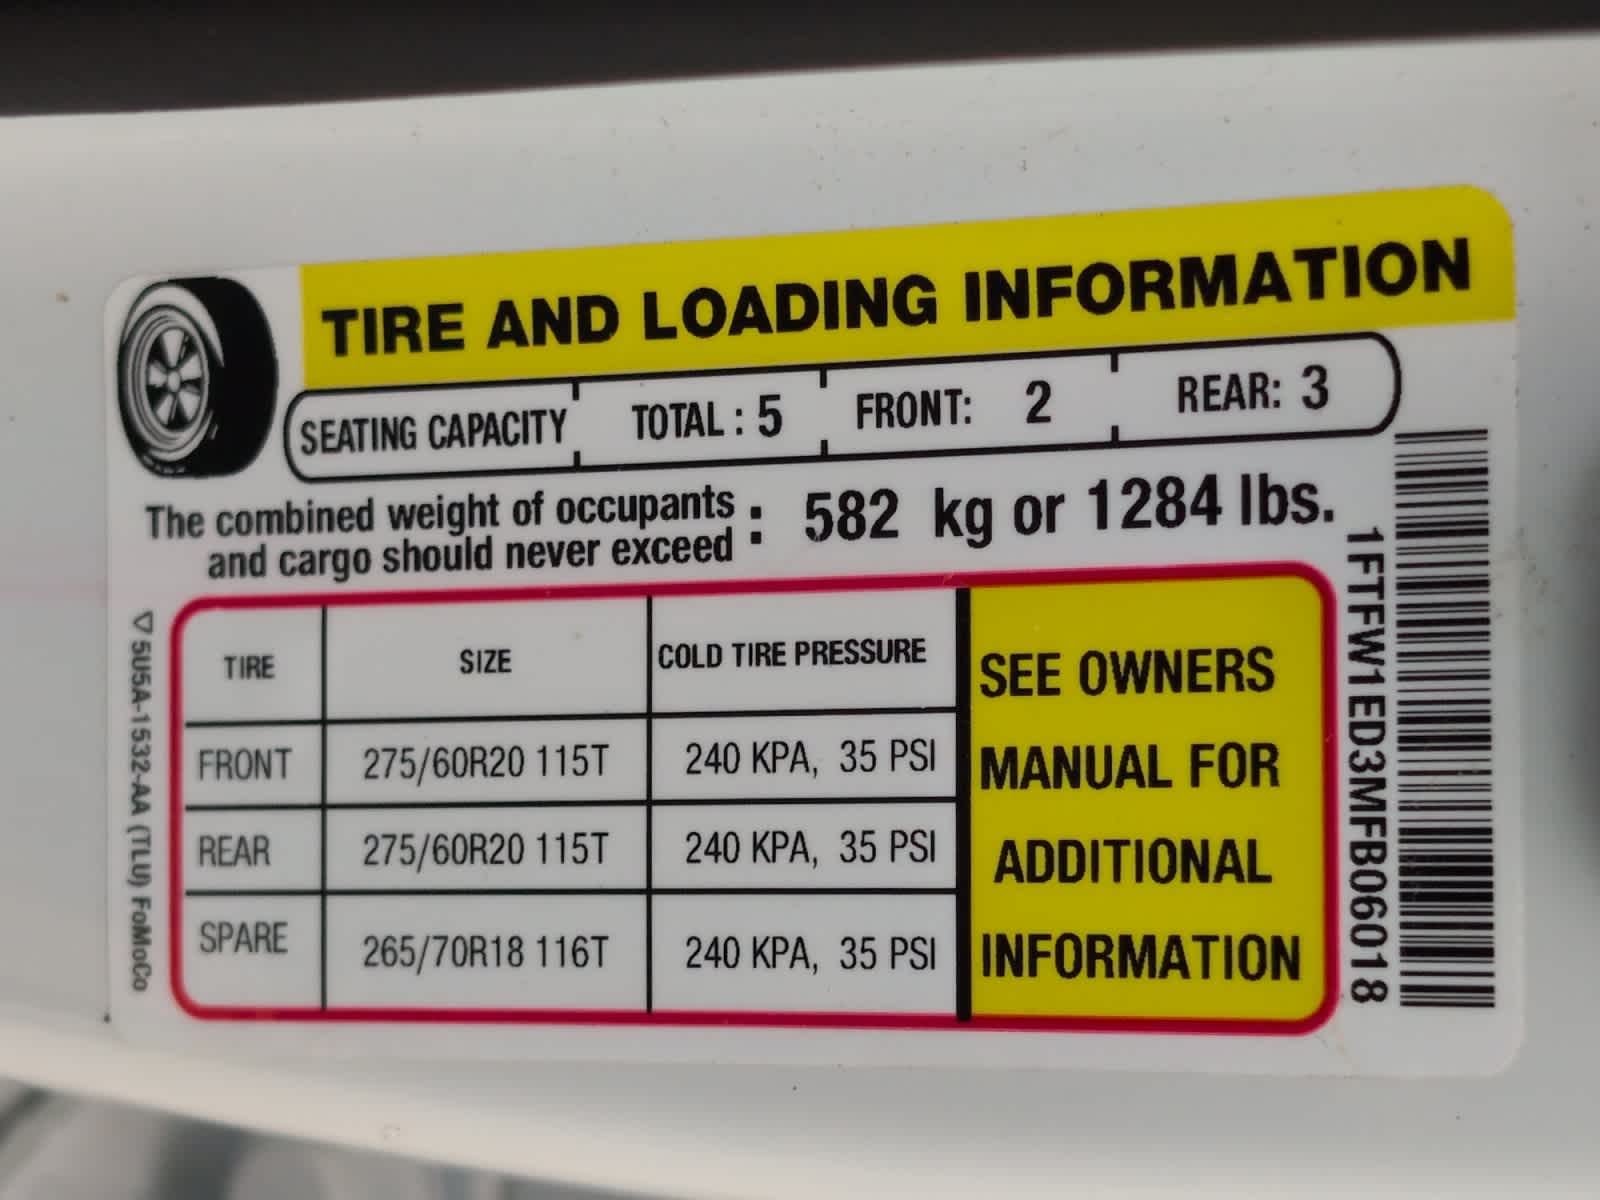 TIRE AND LOADING INFORMATION
SEATING CAPACITY TOTAL : 5 FRONT: 2 REAR: 3
The combined weight of occupants
and cargo should never exceed : 582 kg or 1284 lbs.
TIRE SIZE COLD TIRE PRESSURE
FRONT 275/60R20 115T 240 KPA, 35 PSI
REAR 275/60R20 115T 240 KPA, 35 PSI
SPARE 265/70R18 116T 240 KPA, 35 PSI
SEE OWNERS
MANUAL FOR
ADDITIONAL
INFORMATION
1FTFW1ED3MFB06018
5U5A-1532-AA (TLU) FoMoCo